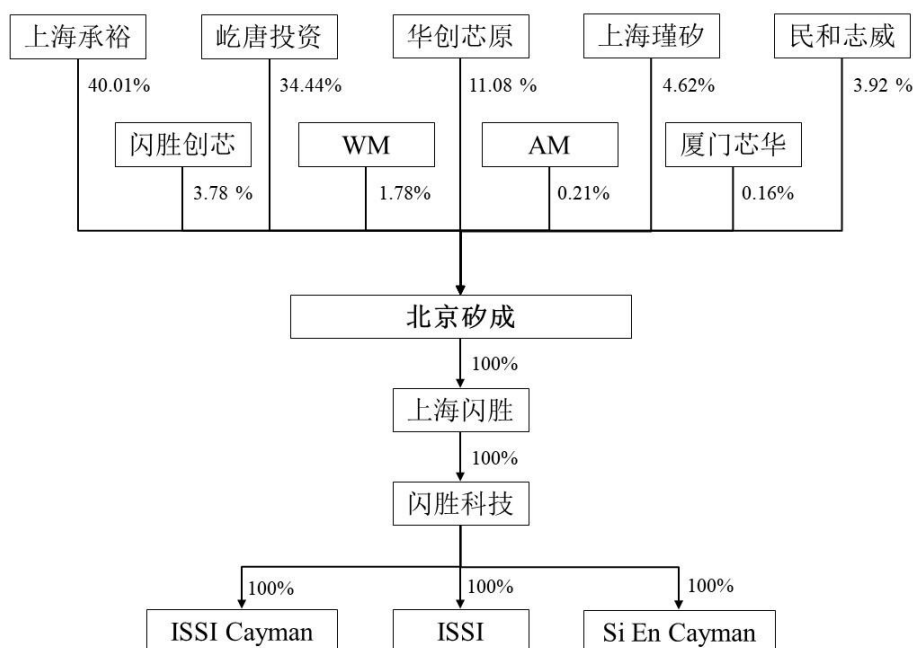 上海承裕
屹唐投资
华创芯原
上海瑾矽
民和志威
40.01%
34.44%
11.08 %
4.62%
3.92 %
闪胜创芯
WM
AM
厦门芯华
3.78 %
1.78%
0.21%
0.16%
北京矽成
100%
上海闪胜
100%
闪胜科技
100%
100%
100%
ISSI Cayman
ISSI
Si En Cayman